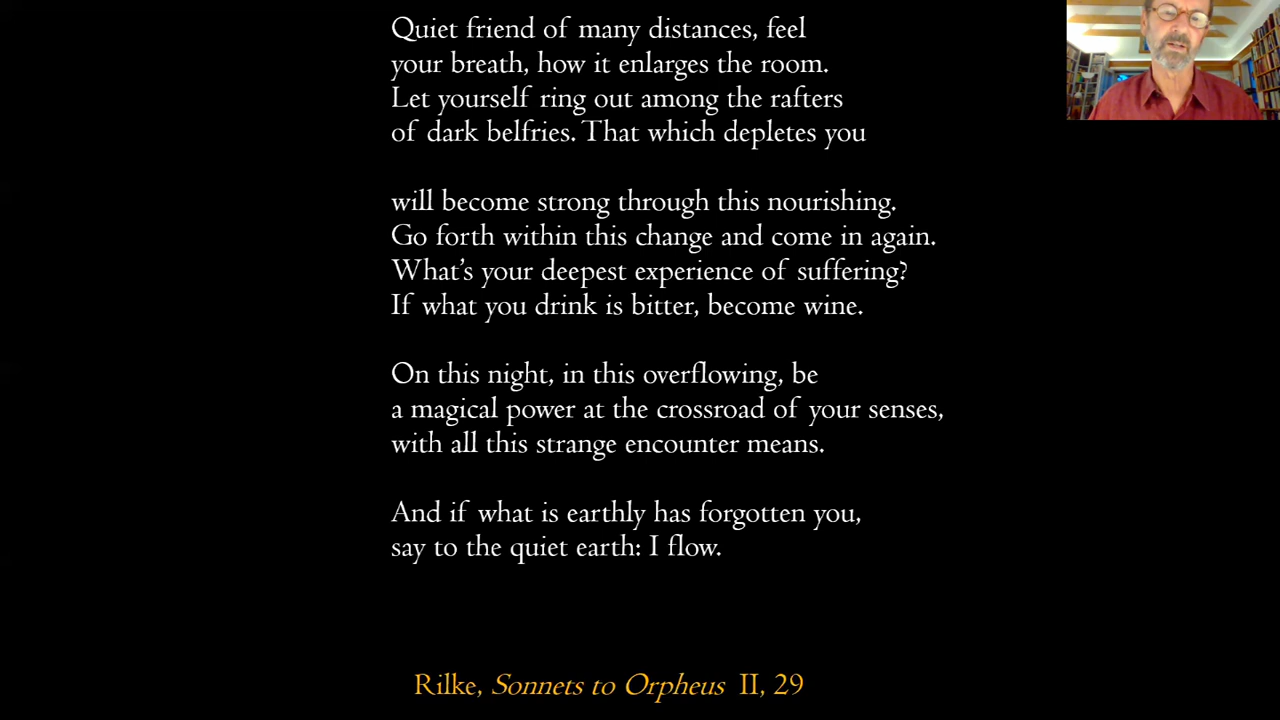 Quiet friend of many distances, feel
your breath, how it enlarges the room.
Let yourself ring out among the rafters
of dark belfries. That which depletes you
will become strong through this nourishing.
Go forth within this change and come in again.
What's your deepest experience of suffering?
If what you drink is bitter, become wine.
On this night, in this overflowing, be
a magical power at the crossroad of your senses,
with all this strange encounter means.
And if what is earthly has forgotten you,
say to the quiet earth: I flow.
Rilke, Sonnets to Orpheus II, 29